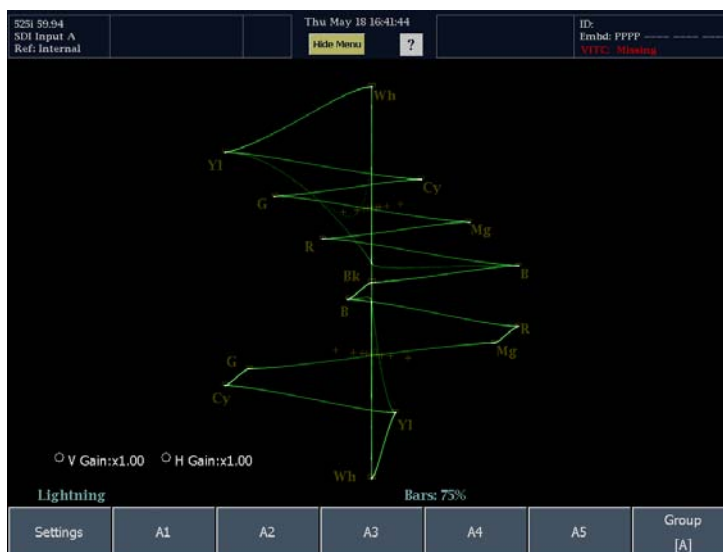 525i 59.94
SDI Input A
Ref: Internal
Thu May 18 16:41:44
Hide Menu
?
ID:
Embd: PPPP ---- ---- ---
VITC: Missing
Wh
Yl
Cy
G
Mg
R
B
Bk
B
R
Mg
G
Cy
Yl
Wh
V Gain:x1.00 H Gain:x1.00
Lightning
Bars: 75%
Settings
A1
A2
A3
A4
A5
Group
[A]